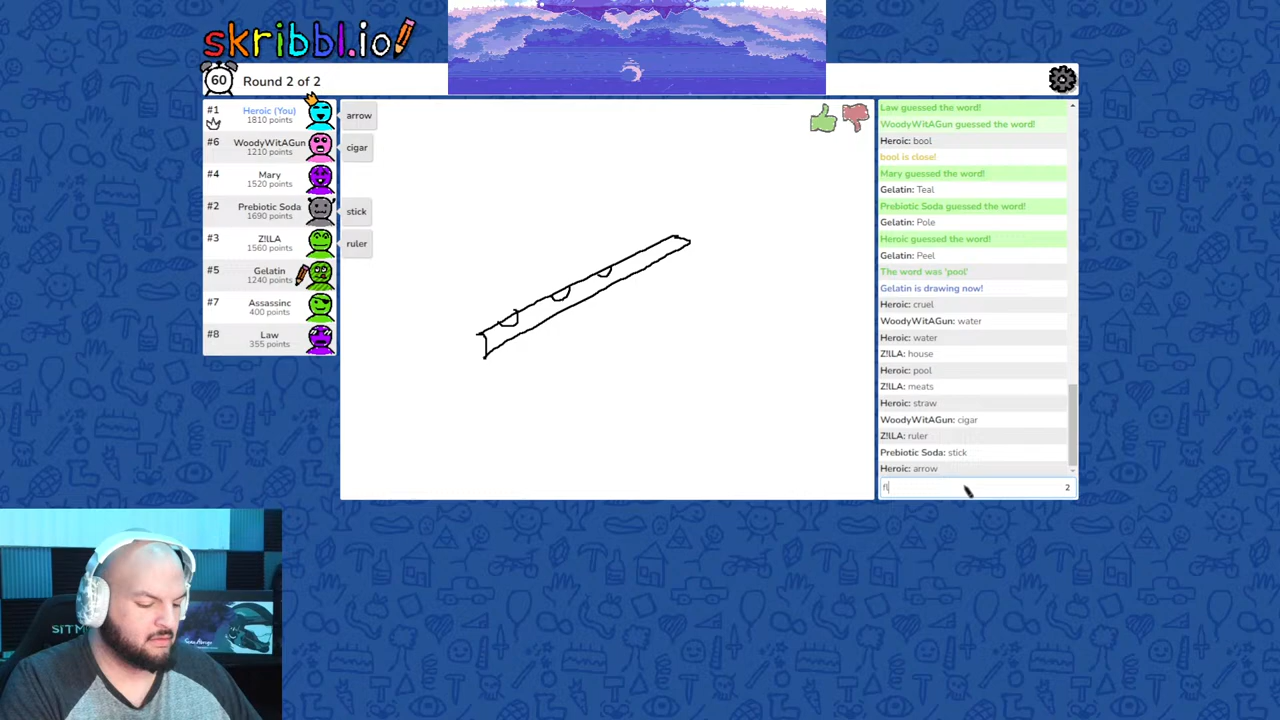 skribbl.io
60
Round 2 of 2
#1
Heroic (You)
1810 points
#6
WoodyWitAGun
1210 points
#4
Mary
1520 points
#2
Prebiotic Soda
1690 points
#3
Z!LLA
1560 points
#5
Gelatin
1240 points
#7
Assassinc
400 points
#8
Law
355 points
arrow
cigar
stick
ruler
Law guessed the word!
WoodyWitAGun guessed the word!
Heroic: bool
bool is close!
Mary guessed the word!
Gelatin: Teal
Prebiotic Soda guessed the word!
Gelatin: Pole
Heroic guessed the word!
Gelatin: Peel
The word was 'pool'
Gelatin is drawing now!
Heroic: cruel
WoodyWitAGun: water
Heroic: water
Z!LLA: house
Heroic: pool
Z!LLA: meats
Heroic: straw
WoodyWitAGun: cigar
Z!LLA: ruler
Prebiotic Soda: stick
Heroic: arrow
fl
2